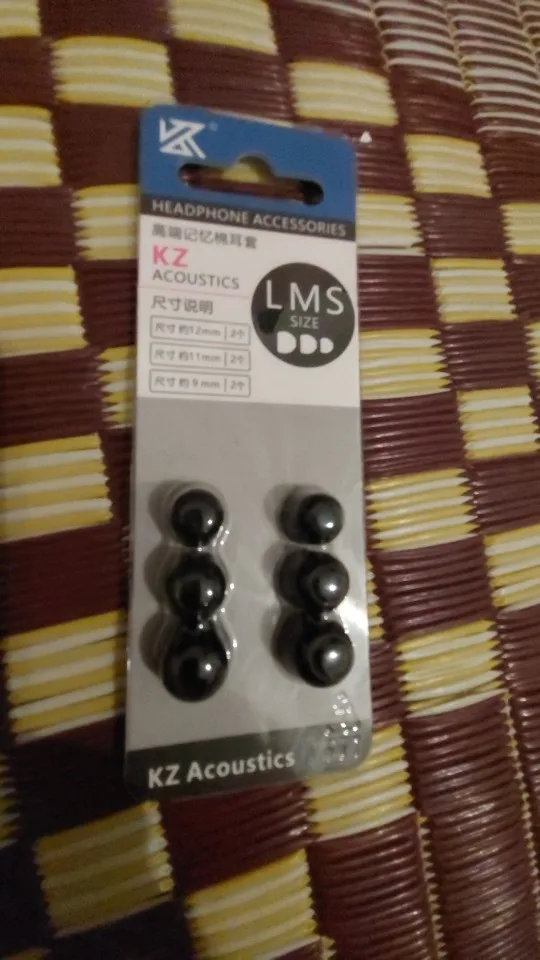 KZ
HEADPHONE ACCESSORIES
高端记忆棉耳套
KZ
ACOUSTICS
LMS
SIZE
尺寸说明
尺寸 约12mm 2个
尺寸 约11mm 2个
尺寸 约 9 mm 2个
KZ Acoustics